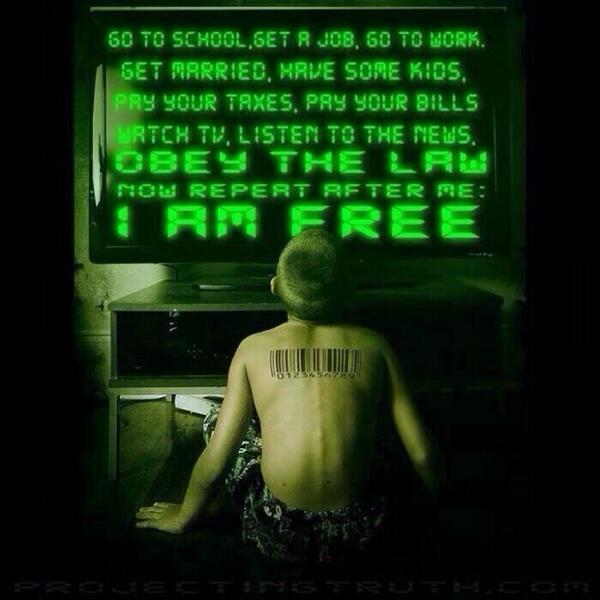 GO TO SCHOOL,GET A JOB, GO TO WORK.
GET MARRIED, HAVE SOME KIDS,
PAY YOUR TAXES, PAY YOUR BILLS
WATCH TV, LISTEN TO THE NEWS,
OBEY THE LAW
NOW REPEAT AFTER ME:
I AM FREE
0123456789
PROJECTINGTRUTH.COM